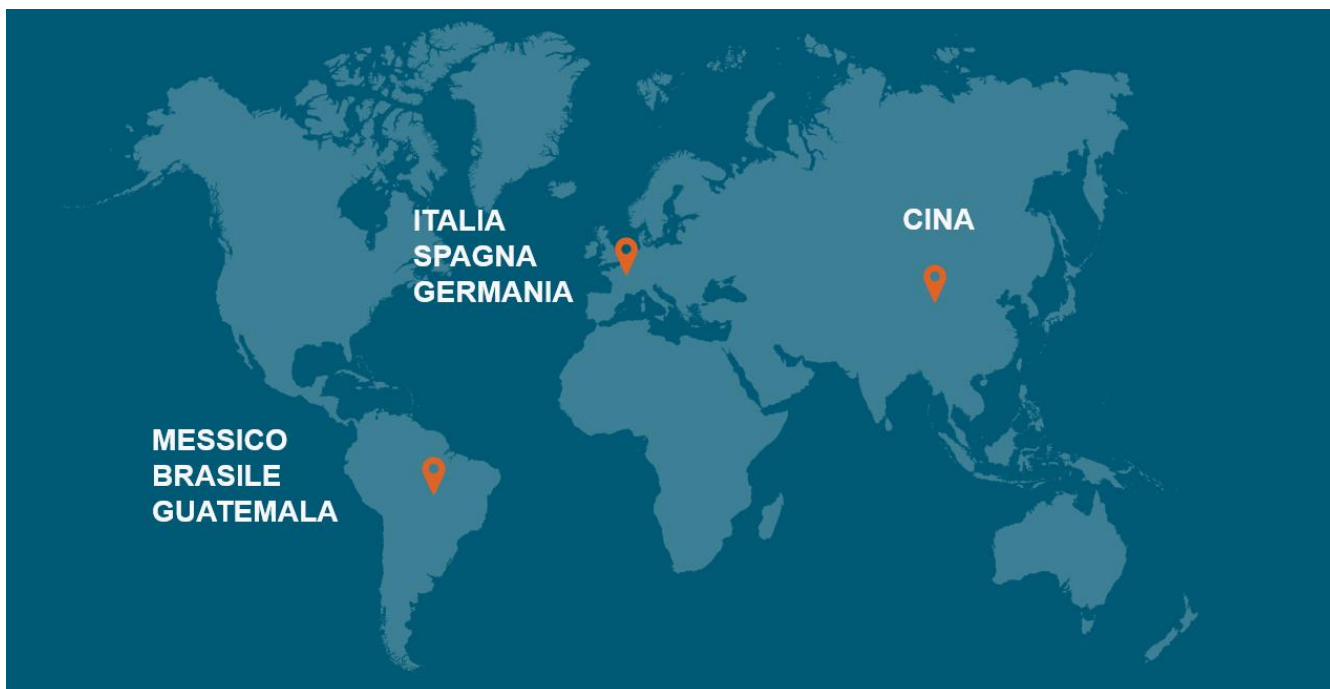 ITALIA
SPAGNA
GERMANIA
CINA
MESSICO
BRASILE
GUATEMALA